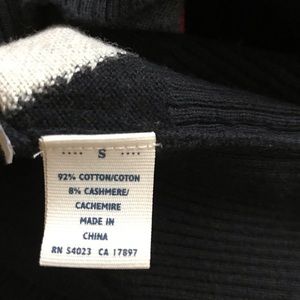 .... S ....
92% COTTON/COTON
8% CASHMERE/
CACHEMIRE
MADE IN
CHINA
RN 54023 CA 17897